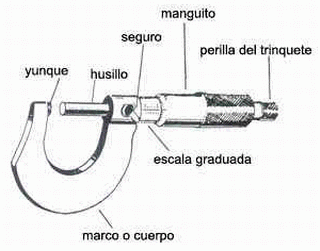 manguito
seguro
perilla del trinquete
yunque
husillo
escala graduada
marco o cuerpo